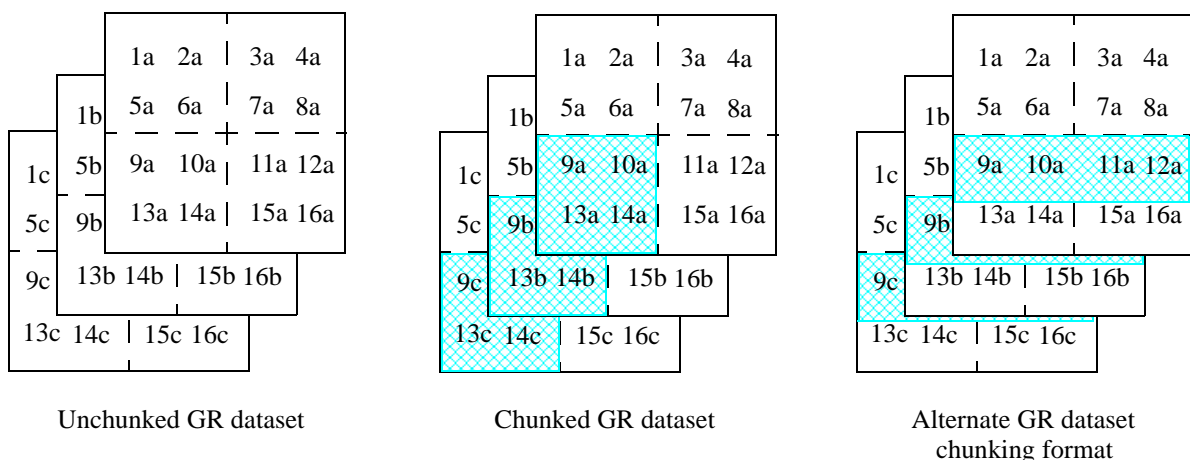 1a 2a 3a 4a
5a 6a 7a 8a
9a 10a 11a 12a
13a 14a 15a 16a
1b
5b
9b
13b 14b 15b 16b
1c
5c
9c
13c 14c 15c 16c
Unchunked GR dataset
1a 2a 3a 4a
5a 6a 7a 8a
9a 10a 11a 12a
13a 14a 15a 16a
1b
5b
9b
13b 14b 15b 16b
1c
5c
9c
13c 14c 15c 16c
Chunked GR dataset
1a 2a 3a 4a
5a 6a 7a 8a
9a 10a 11a 12a
13a 14a 15a 16a
1b
5b
9b
13b 14b 15b 16b
1c
5c
9c
13c 14c 15c 16c
Alternate GR dataset
chunking format